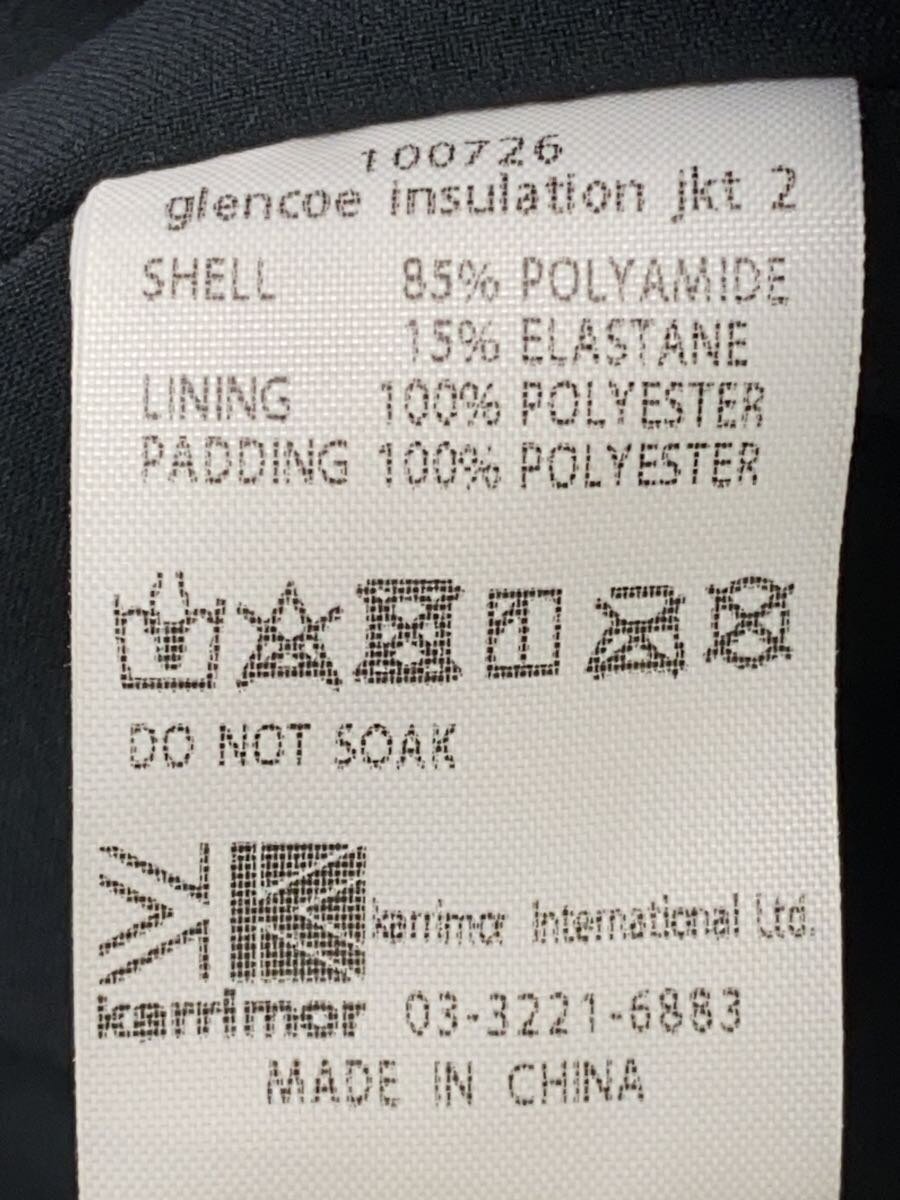 100726
glencoe insulation jkt 2
SHELL 85% POLYAMIDE
15% ELASTANE
LINING 100% POLYESTER
PADDING 100% POLYESTER
DO NOT SOAK
karrimor International Ltd.
karrimor 03-3221-6883
MADE IN CHINA